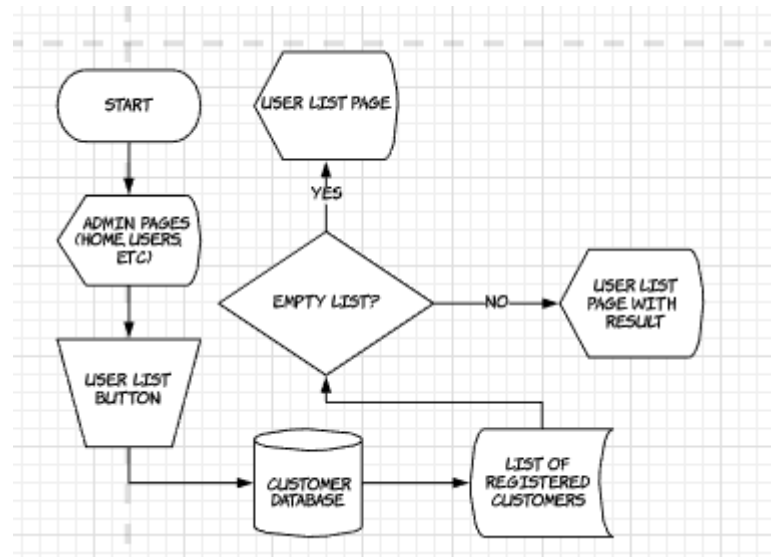 START
ADMIN PAGES
(HOME, USERS,
ETC)
USER LIST
BUTTON
CUSTOMER
DATABASE
LIST OF
REGISTERED
CUSTOMERS
EMPTY LIST?
YES
USER LIST PAGE
NO
USER LIST
PAGE WITH
RESULT